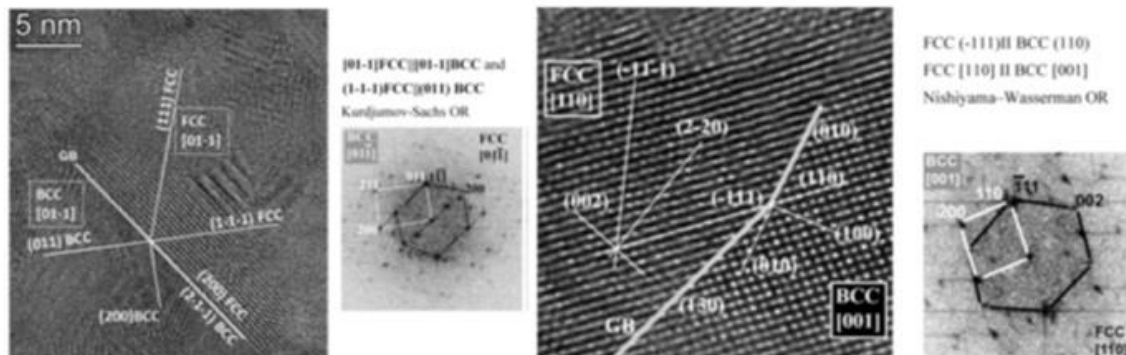 5 nm
(111) FCC
FCC
[01-1]
GB
BCC
[01-1]
(011) BCC
(1-1-1) FCC
(200)BCC
(200) FCC
(2-1-1) BCC
[01-1]FCC||[01-1]BCC and
(1-1-1)FCC||(011) BCC
Kurdjumov-Sachs OR
BCC
FCC
200
FCC
[110]
(-11-1)
(2-20)
(002)
(-111)
(010)
(110)
(100)
(010)
(130)
GB
BCC
[001]
FCC (-111)II BCC (110)
FCC [110] II BCC [001]
Nishiyama–Wasserman OR
BCC
[001]
110
1̅11
002
200
FCC
[110]